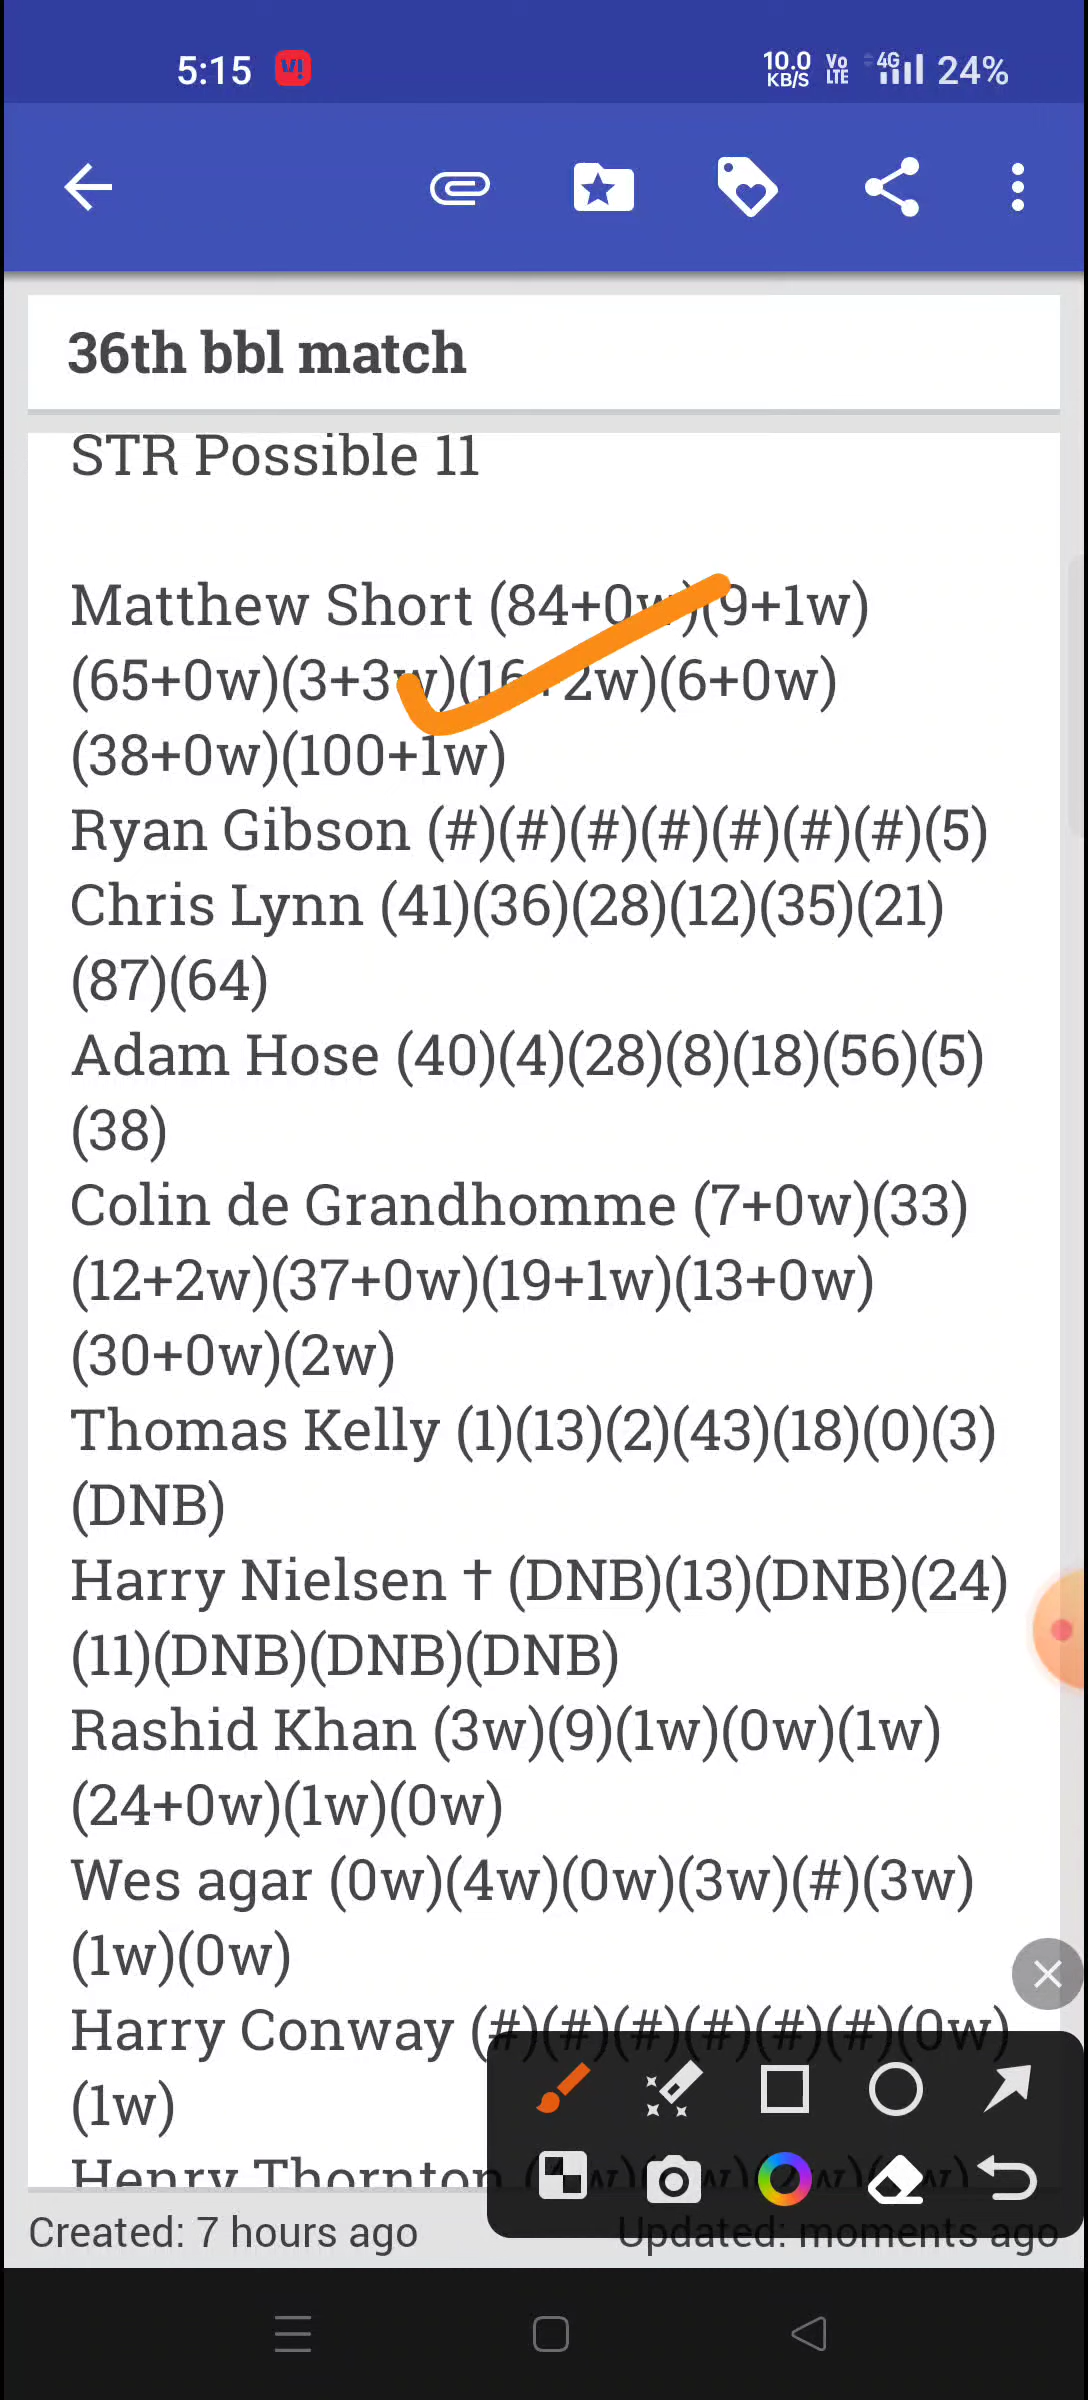 5:15
10.0 KB/S Vo LTE 4G 24%
36th bbl match
STR Possible 11
Matthew Short (84+0w)(9+1w)
(65+0w)(3+3w)(16+2w)(6+0w)
(38+0w)(100+1w)
Ryan Gibson (#)(#)(#)(#)(#)(#)(#)(5)
Chris Lynn (41)(36)(28)(12)(35)(21)
(87)(64)
Adam Hose (40)(4)(28)(8)(18)(56)(5)
(38)
Colin de Grandhomme (7+0w)(33)
(12+2w)(37+0w)(19+1w)(13+0w)
(30+0w)(2w)
Thomas Kelly (1)(13)(2)(43)(18)(0)(3)
(DNB)
Harry Nielsen † (DNB)(13)(DNB)(24)
(11)(DNB)(DNB)(DNB)
Rashid Khan (3w)(9)(1w)(0w)(1w)
(24+0w)(1w)(0w)
Wes agar (0w)(4w)(0w)(3w)(#)(3w)
(1w)(0w)
Harry Conway (#)(#)(#)(#)(#)(#)(0w)
(1w)
Henry Thornton
Created: 7 hours ago
Updated: moments ago